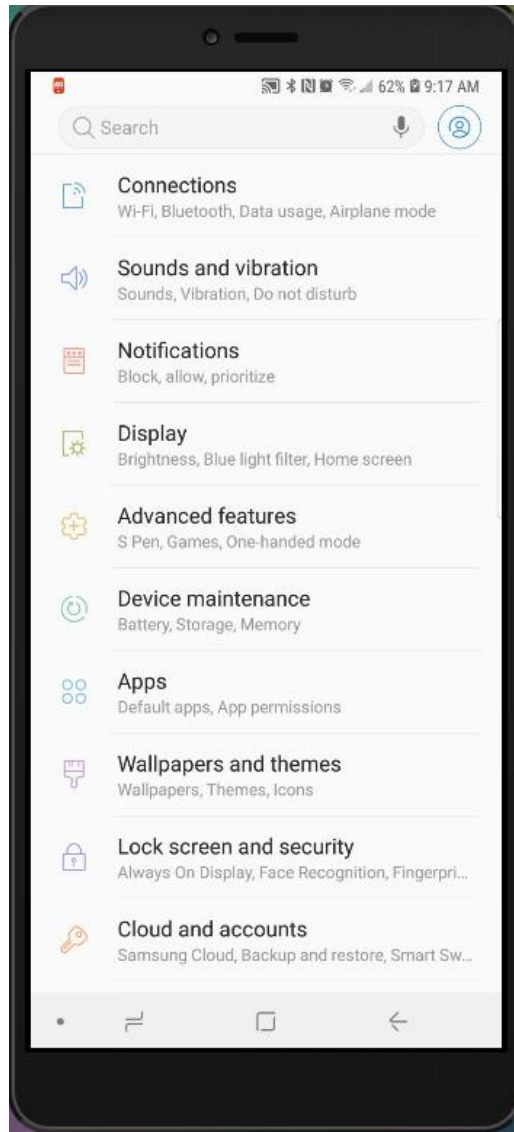 62% 9:17 AM
Search
Connections
Wi-Fi, Bluetooth, Data usage, Airplane mode
Sounds and vibration
Sounds, Vibration, Do not disturb
Notifications
Block, allow, prioritize
Display
Brightness, Blue light filter, Home screen
Advanced features
S Pen, Games, One-handed mode
Device maintenance
Battery, Storage, Memory
Apps
Default apps, App permissions
Wallpapers and themes
Wallpapers, Themes, Icons
Lock screen and security
Always On Display, Face Recognition, Fingerpri...
Cloud and accounts
Samsung Cloud, Backup and restore, Smart Sw...